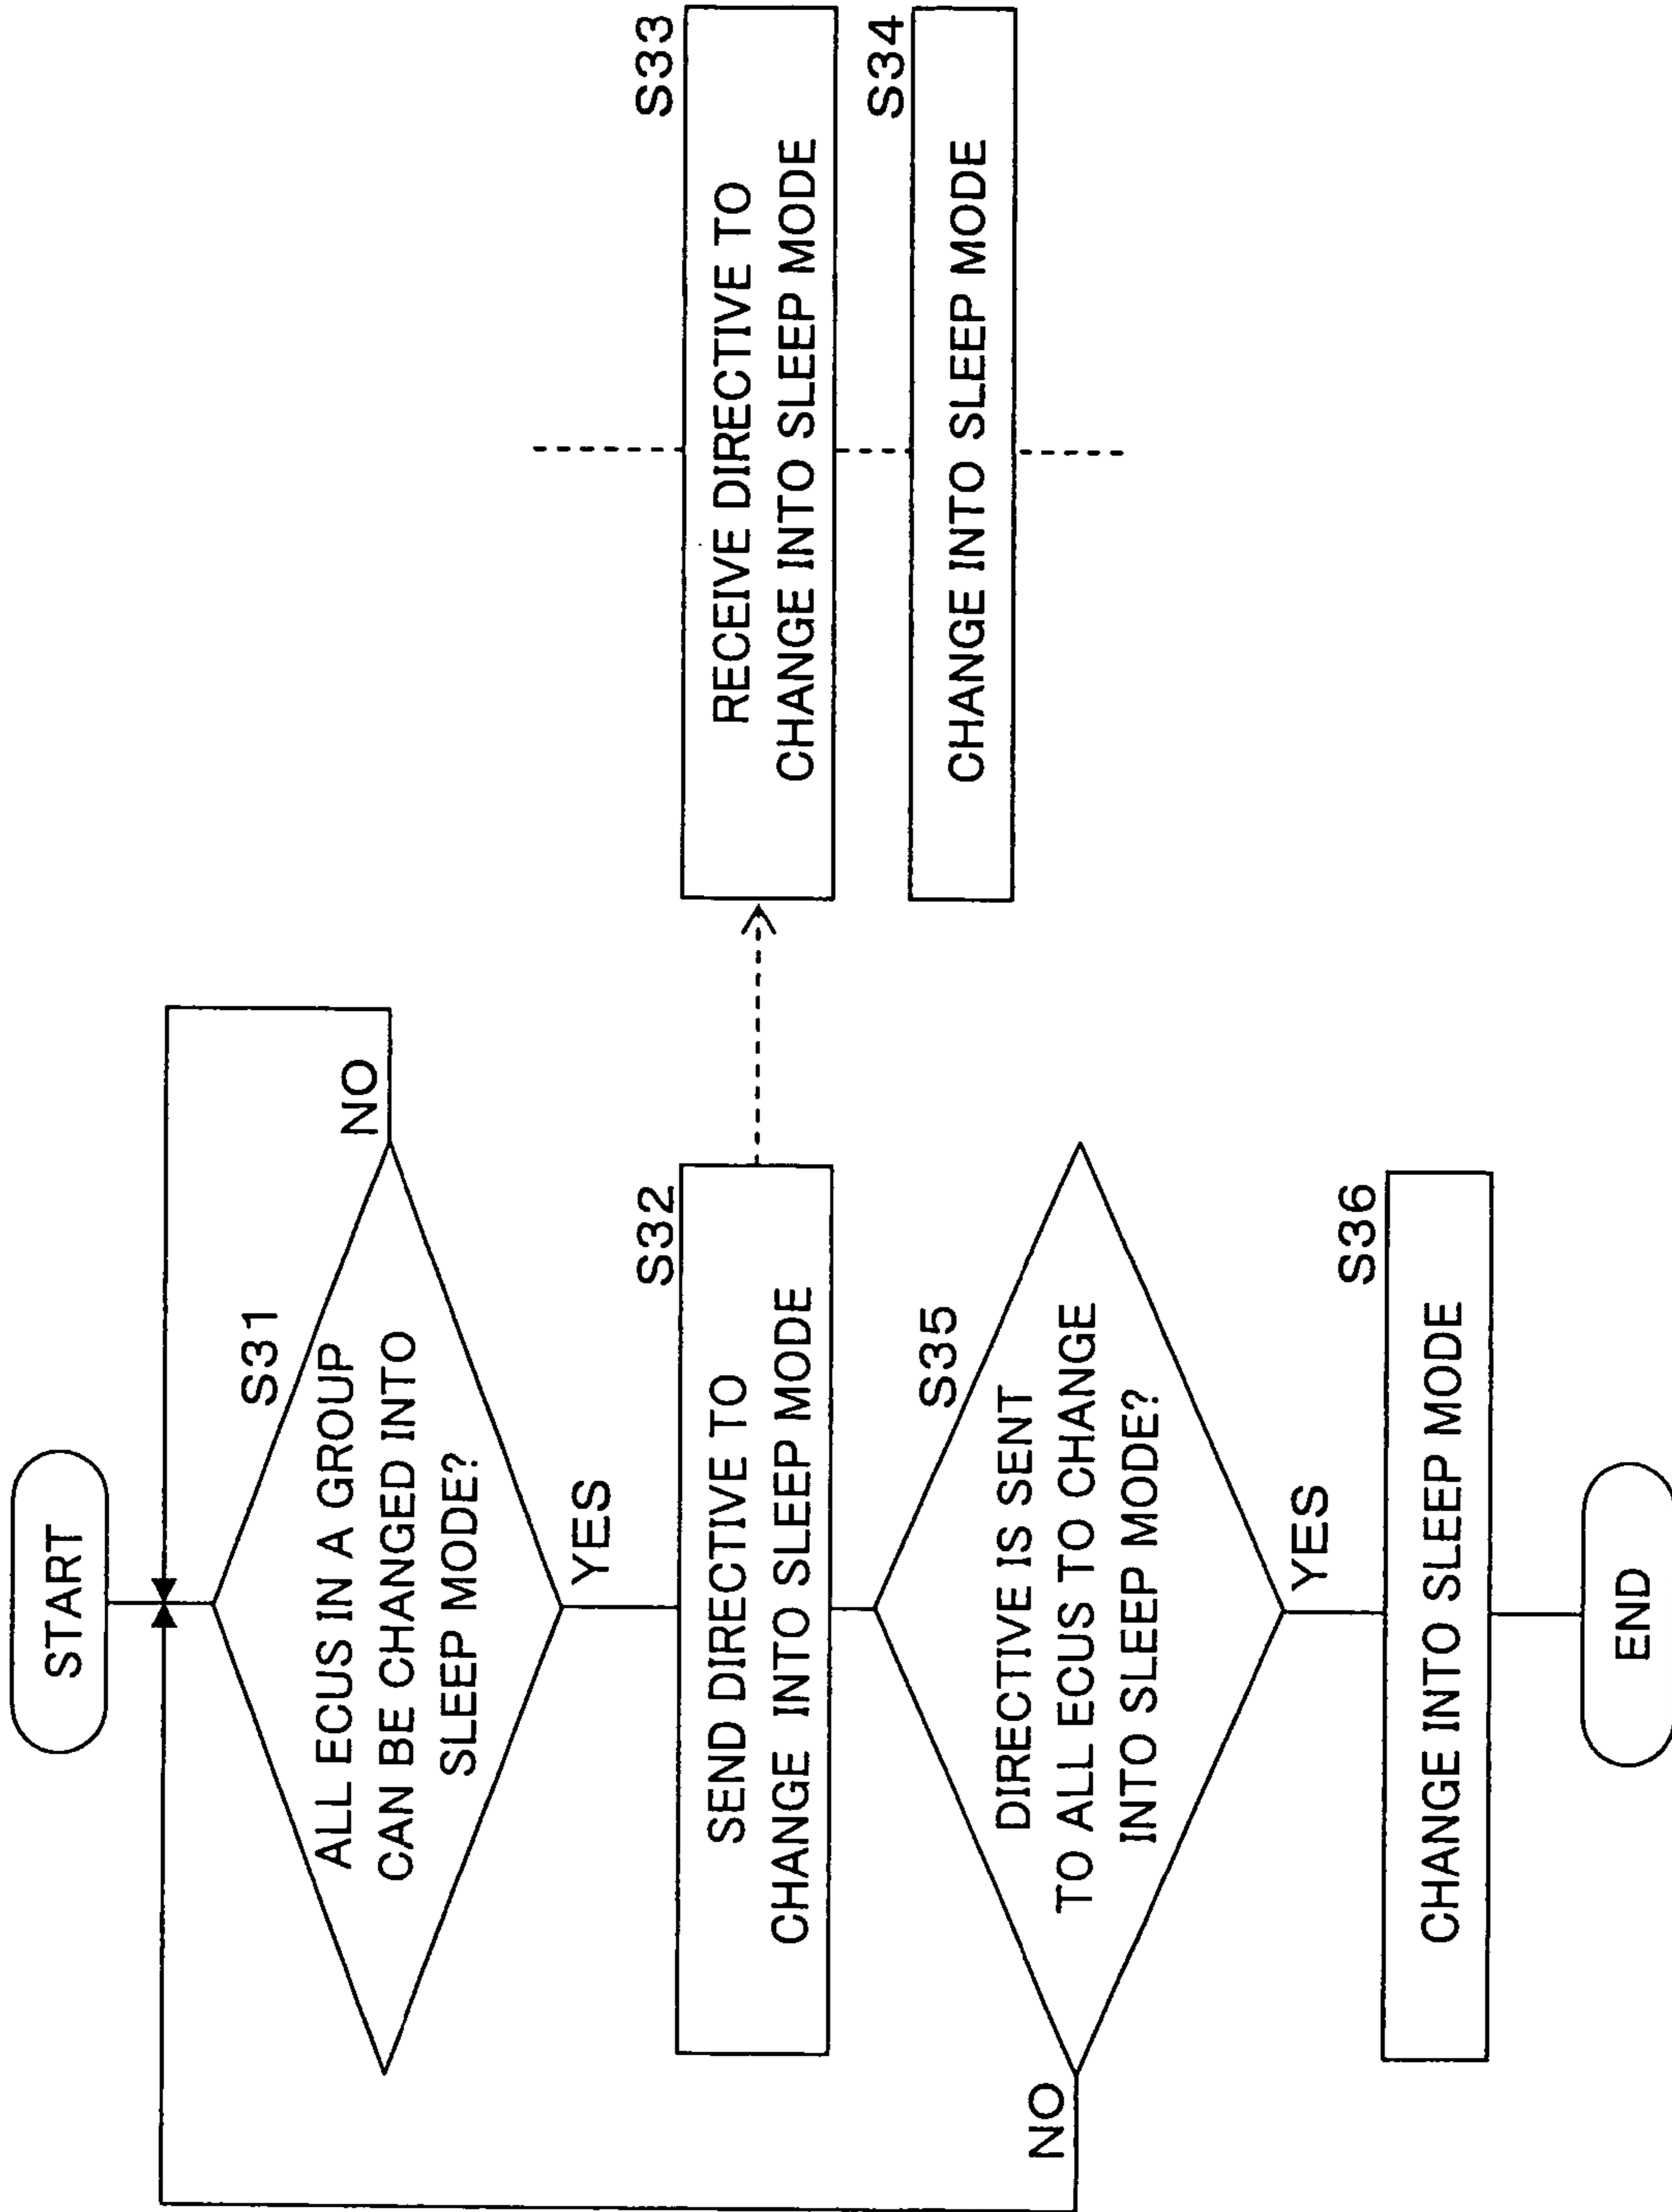 START
S31
ALL ECUS IN A GROUP
CAN BE CHANGED INTO
SLEEP MODE?
NO
YES
S32
SEND DIRECTIVE TO
CHANGE INTO SLEEP MODE
S33
RECEIVE DIRECTIVE TO
CHANGE INTO SLEEP MODE
S34
CHANGE INTO SLEEP MODE
S35
DIRECTIVE IS SENT
TO ALL ECUS TO CHANGE
INTO SLEEP MODE?
NO
YES
S36
CHANGE INTO SLEEP MODE
END